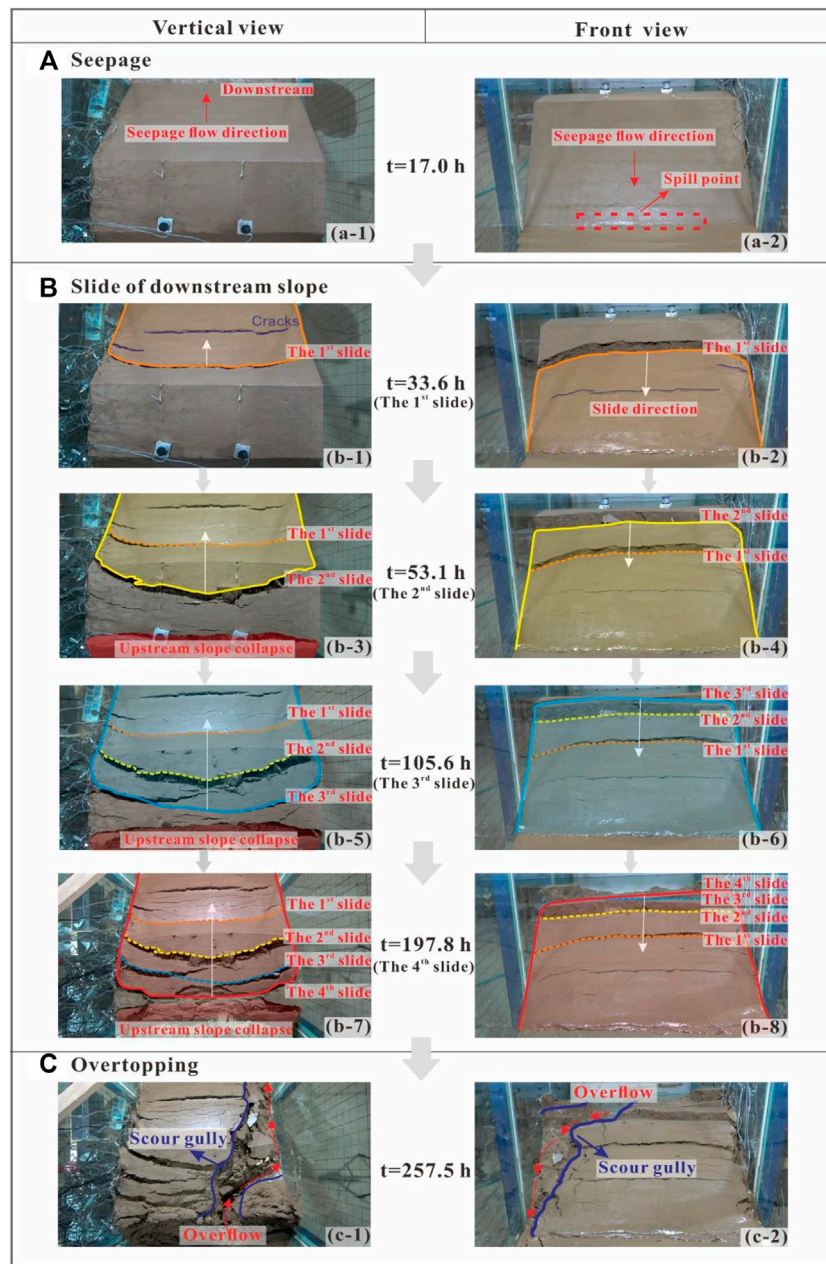 Vertical view
Front view
A Seepage
Downstream
Seepage flow direction
(a-1)
t=17.0 h
Seepage flow direction
Spill point
(a-2)
B Slide of downstream slope
Cracks
The 1st slide
(b-1)
t=33.6 h
(The 1st slide)
The 1st slide
Slide direction
(b-2)
The 1st slide
The 2nd slide
Upstream slope collapse
(b-3)
t=53.1 h
(The 2nd slide)
The 2nd slide
The 1st slide
(b-4)
The 1st slide
The 2nd slide
The 3rd slide
Upstream slope collapse
(b-5)
t=105.6 h
(The 3rd slide)
The 3rd slide
The 2nd slide
The 1st slide
(b-6)
The 1st slide
The 2nd slide
The 3rd slide
The 4th slide
Upstream slope collapse
(b-7)
t=197.8 h
(The 4th slide)
The 4th slide
The 3rd slide
The 2nd slide
The 1st slide
(b-8)
C Overtopping
Scour gully
Overflow
(c-1)
t=257.5 h
Overflow
Scour gully
(c-2)